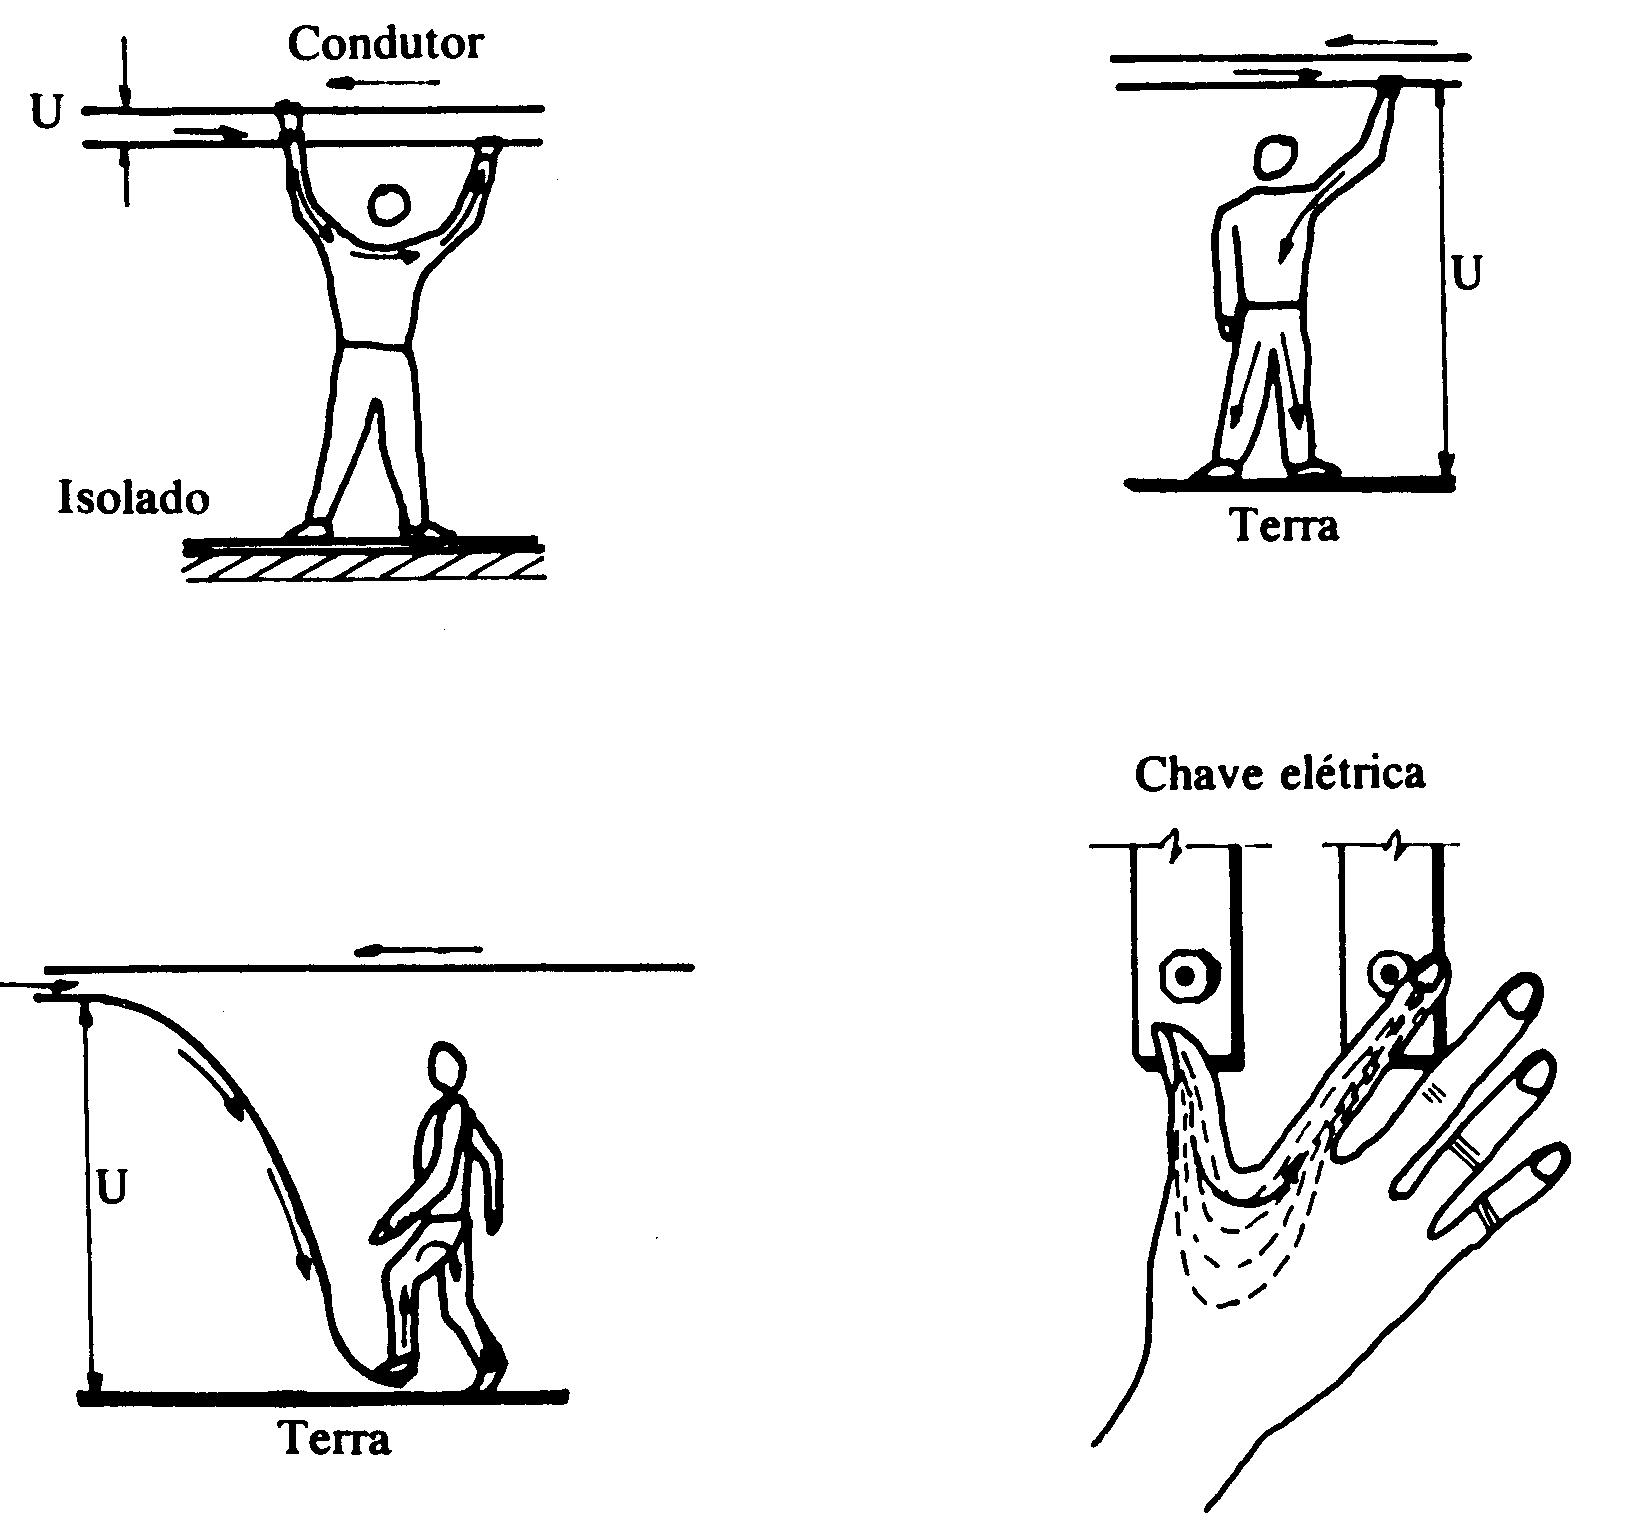 Condutor
U
Isolado
U
Terra
Chave elétrica
U
Terra